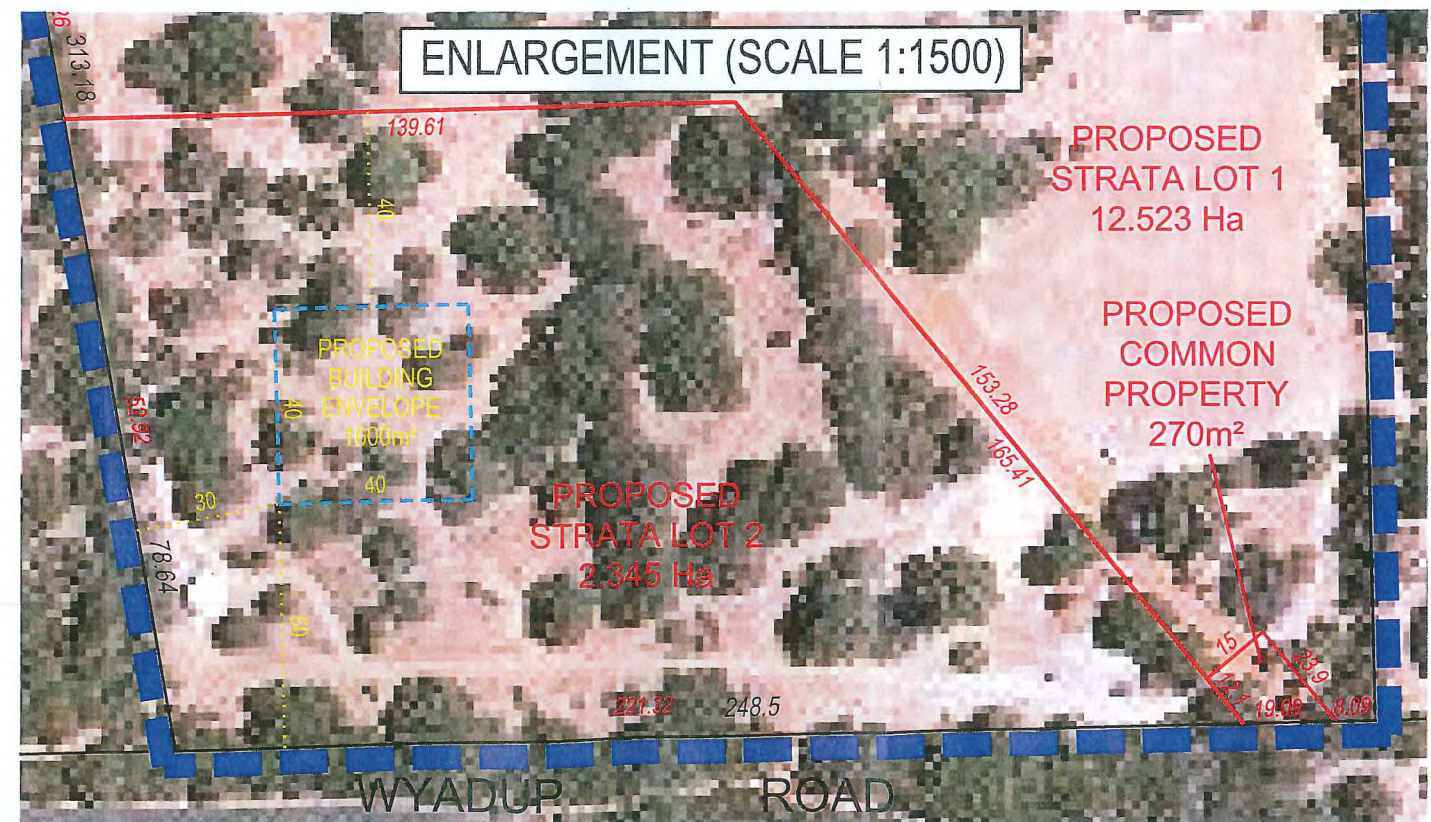 ENLARGEMENT (SCALE 1:1500)
313.18
139.61
PROPOSED
STRATA LOT 1
12.523 Ha
40
PROPOSED
COMMON
PROPERTY
270m²
PROPOSED
BUILDING
ENVELOPE
1600m²
40
40
52.92
30
78.64
153.28
165.41
PROPOSED
STRATA LOT 2
2.345 Ha
50
15
23.9
12.1
19.09
8.09
221.32
248.5
WYADUP ROAD